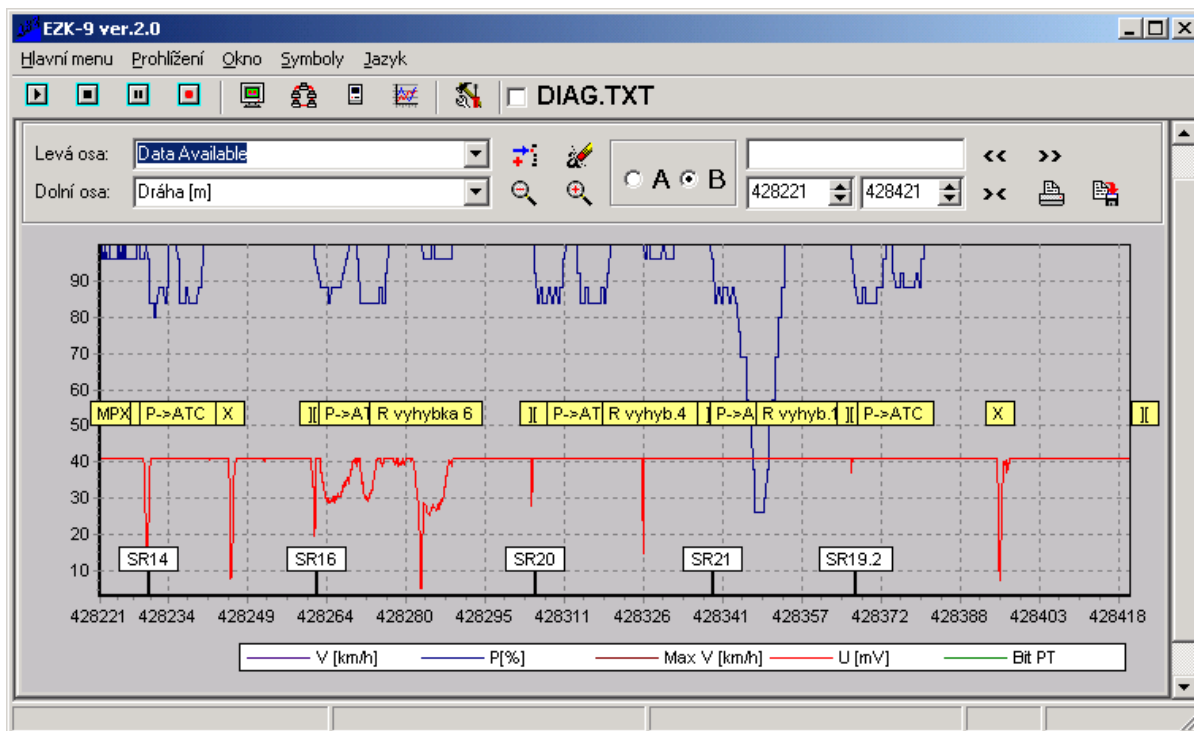 EZK-9 ver.2.0
Hlavní menu Prohlížení Okno Symboly Jazyk
DIAG.TXT
Levá osa: Data Available
A B
<< >>
Dolní osa: Dráha [m]
428221 428421 ><
90
80
70
60
MPX P->ATC X ][ P->AT R vyhybka 6 ][ P->AT R vyhyb.4 ] P->A R vyhyb.1 ][ P->ATC X ][
50
40
30
20
SR14 SR16 SR20 SR21 SR19.2
10
428221 428234 428249 428264 428280 428295 428311 428326 428341 428357 428372 428388 428403 428418
V [km/h] P[%] Max V [km/h] U [mV] Bit PT